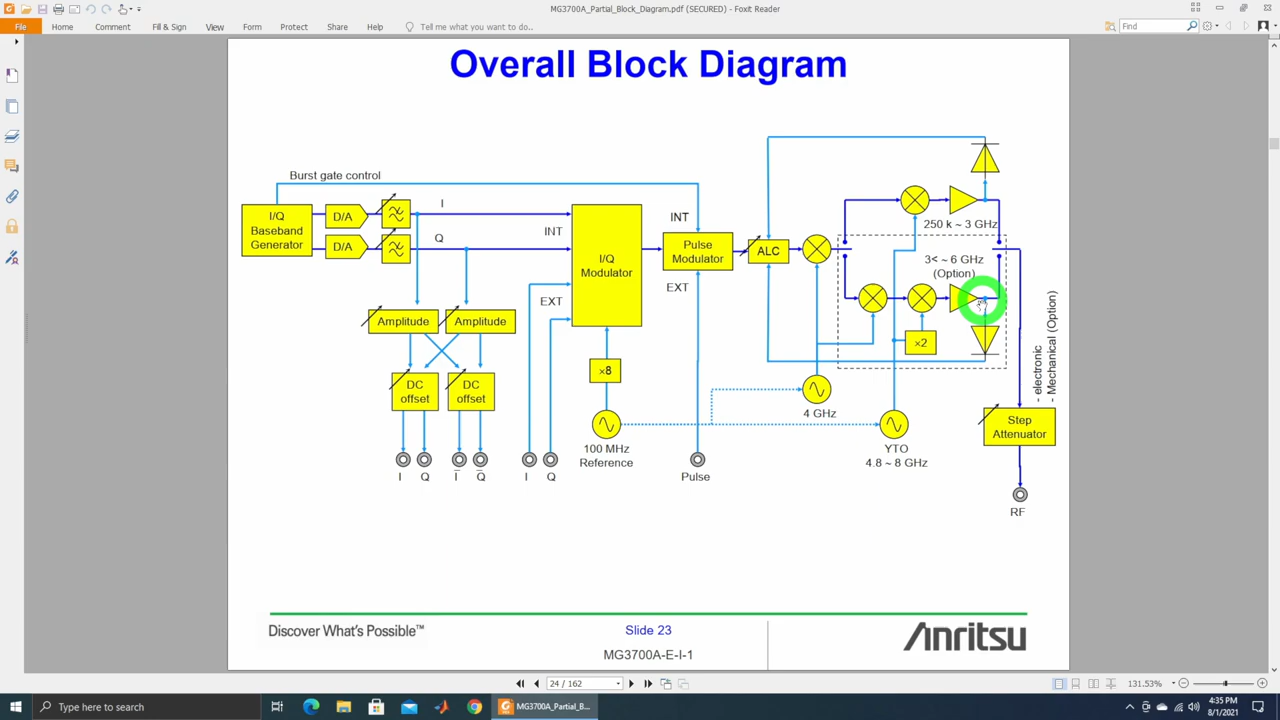 MG3700A_Partial_Block_Diagram.pdf (SECURED) - Foxit Reader
File Home Comment View Form Protect Share Help Tell me what you want to do... Find
Overall Block Diagram
Burst gate control
I/Q
Baseband
Generator
D/A
I
D/A
Q
INT
EXT
I/Q
Modulator
INT
Pulse
Modulator
EXT
ALC
250 k ~ 3 GHz
3< ~ 6 GHz
(Option)
×2
Amplitude
Amplitude
DC
offset
DC
offset
×8
4 GHz
100 MHz
Reference
YTO
4.8 ~ 8 GHz
- electronic
- Mechanical (Option)
Step
Attenuator
I Q I Q I Q
Pulse
RF
Discover What's Possible™
Slide 23
MG3700A-E-I-1
Anritsu
24 / 162
131.53%
Type here to search
MG3700A_Partial_B...
4:35 PM
8/1/2021